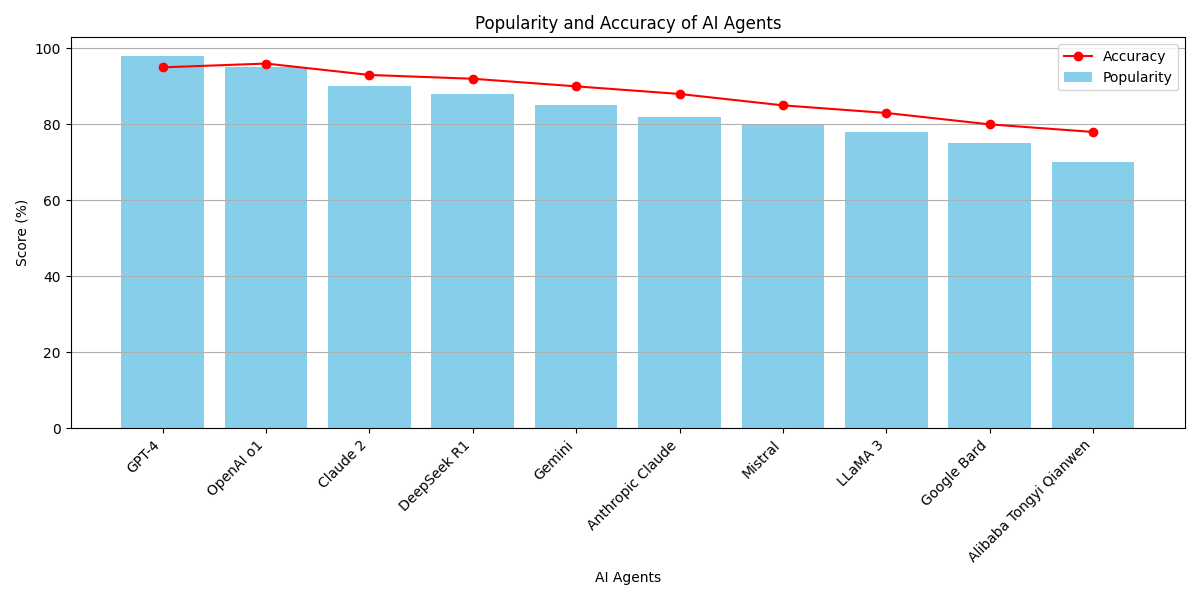 Popularity and Accuracy of AI Agents
Accuracy
Popularity
Score (%)
100
80
60
40
20
0
GPT-4
OpenAI o1
Claude 2
DeepSeek R1
Gemini
Anthropic Claude
Mistral
LLaMA 3
Google Bard
Alibaba Tongyi Qianwen
AI Agents